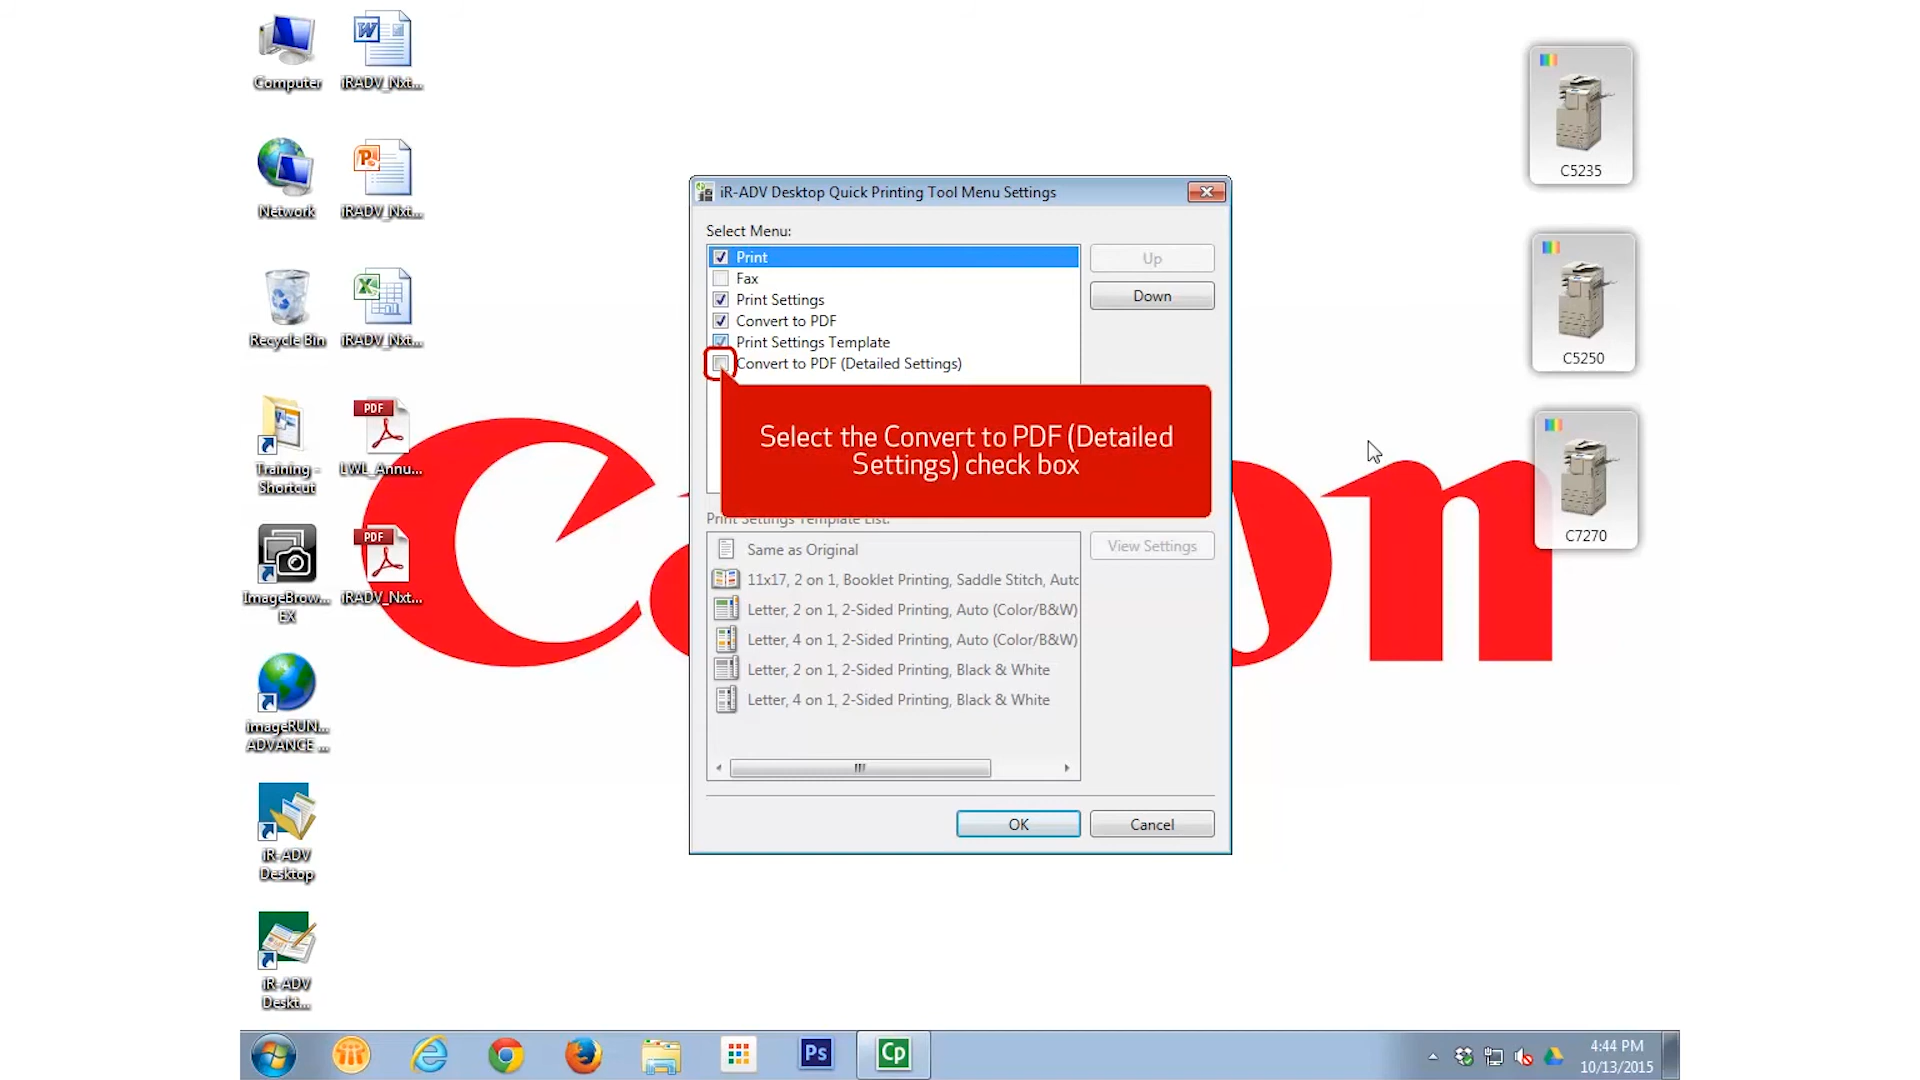 Computer
iRADV_Nxt...
Network
iRADV_Nxt...
Recycle Bin
iRADV_Nxt...
Training -
Shortcut
PDF
LWL_Annu...
ImageBrow...
EX
PDF
iRADV_Nxt...
imageRUN...
ADVANCE ...
iR-ADV
Desktop
iR-ADV
Deskt...
iR-ADV Desktop Quick Printing Tool Menu Settings
Select Menu:
Print
Fax
Print Settings
Convert to PDF
Print Settings Template
Convert to PDF (Detailed Settings)
Up
Down
Select the Convert to PDF (Detailed
Settings) check box
Print Settings Template List:
Same as Original
11x17, 2 on 1, Booklet Printing, Saddle Stitch, Auto
Letter, 2 on 1, 2-Sided Printing, Auto (Color/B&W)
Letter, 4 on 1, 2-Sided Printing, Auto (Color/B&W)
Letter, 2 on 1, 2-Sided Printing, Black & White
Letter, 4 on 1, 2-Sided Printing, Black & White
View Settings
OK
Cancel
C5235
C5250
C7270
Ps
Cp
4:44 PM
10/13/2015